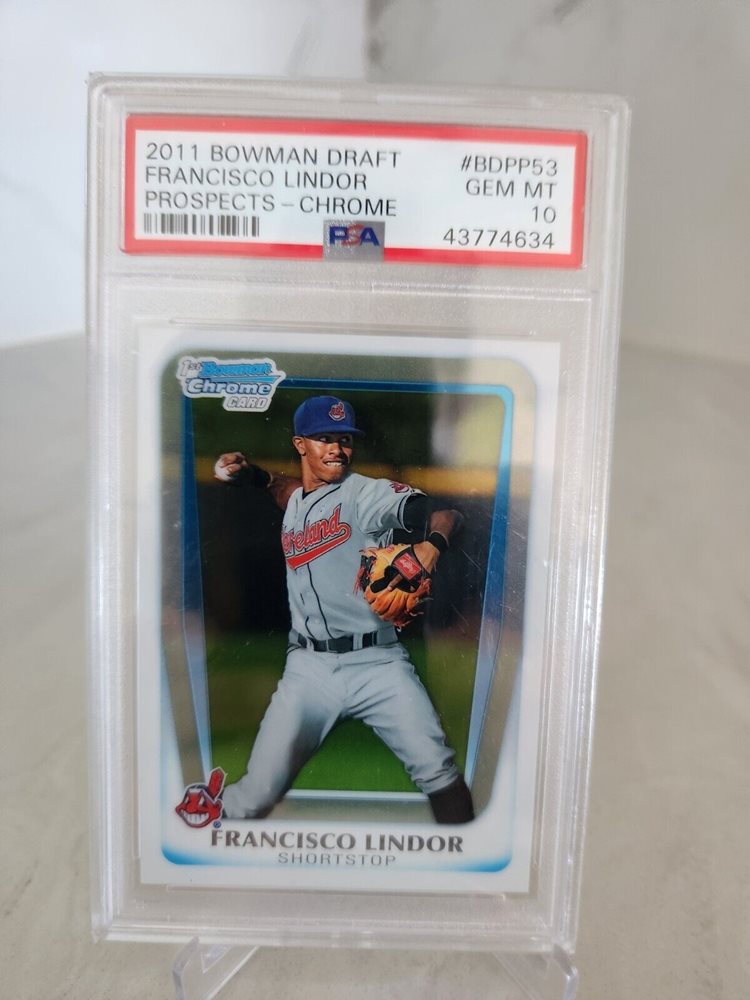 2011 BOWMAN DRAFT #BDPP53
FRANCISCO LINDOR GEM MT
PROSPECTS - CHROME 10
PSA 43774634
1st Bowman
Chrome
CARD
Cleveland
FRANCISCO LINDOR
SHORTSTOP